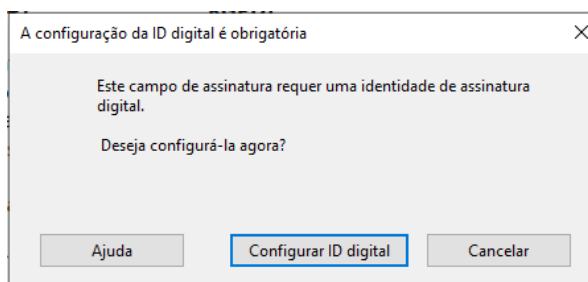 A configuração da ID digital é obrigatória
Este campo de assinatura requer uma identidade de assinatura
digital.
Deseja configurá-la agora?
Ajuda
Configurar ID digital
Cancelar